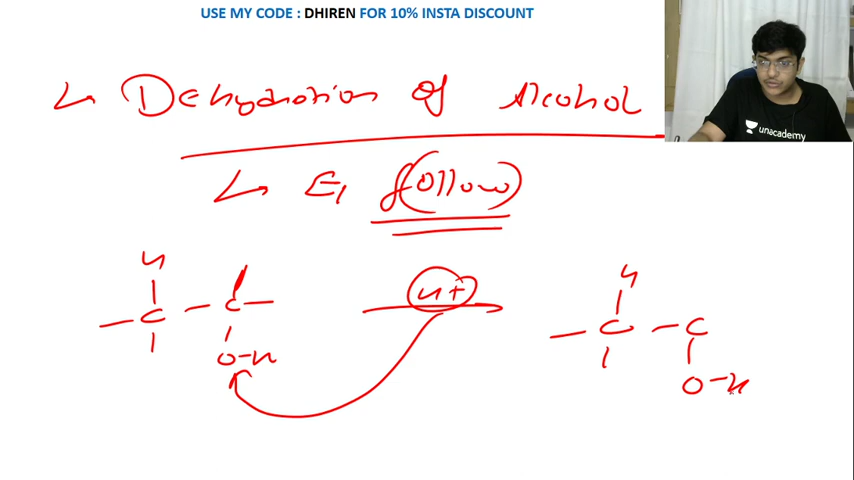 USE MY CODE : DHIREN FOR 10% INSTA DISCOUNT
unacademy
↳ Dehydration of Alcohol
↳ E1 follow
H
H
— C — C —
H+
— C — C
O-H
O-H